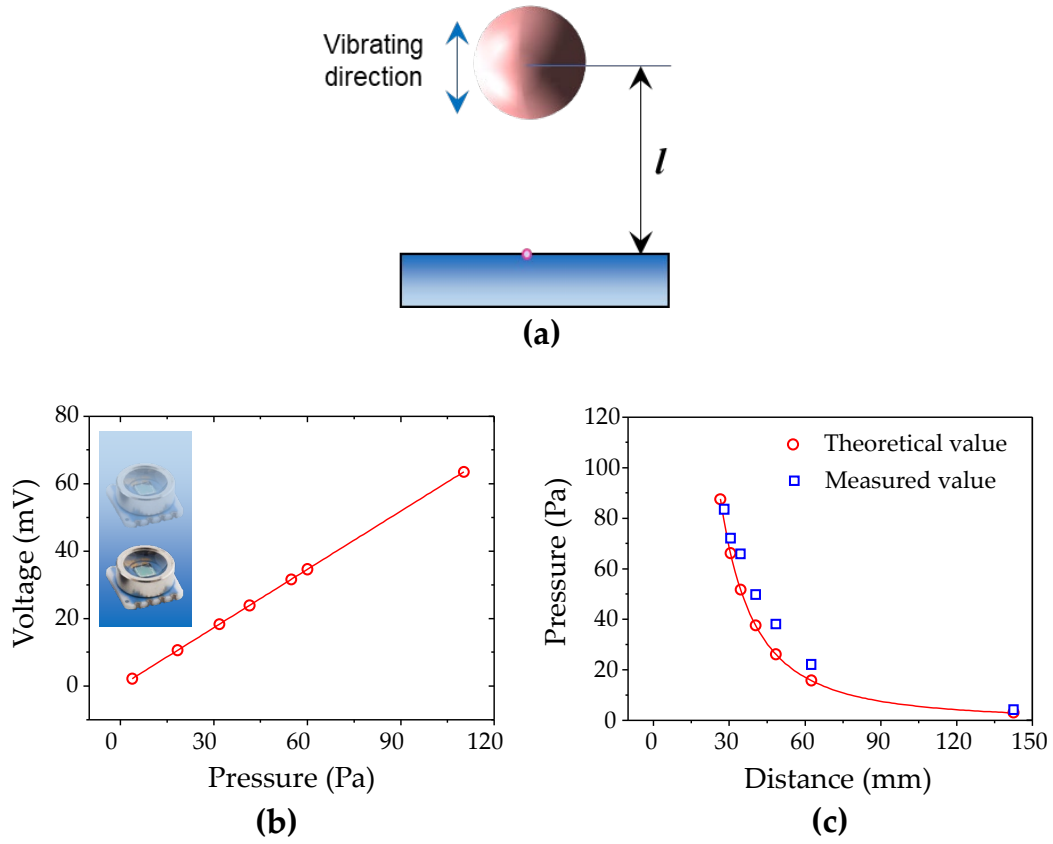 Vibrating
direction
l
(a)
80
60
40
20
0
Voltage (mV)
0 30 60 90 120
Pressure (Pa)
(b)
120
100
80
60
40
20
0
Pressure (Pa)
Theoretical value
Measured value
0 30 60 90 120 150
Distance (mm)
(c)